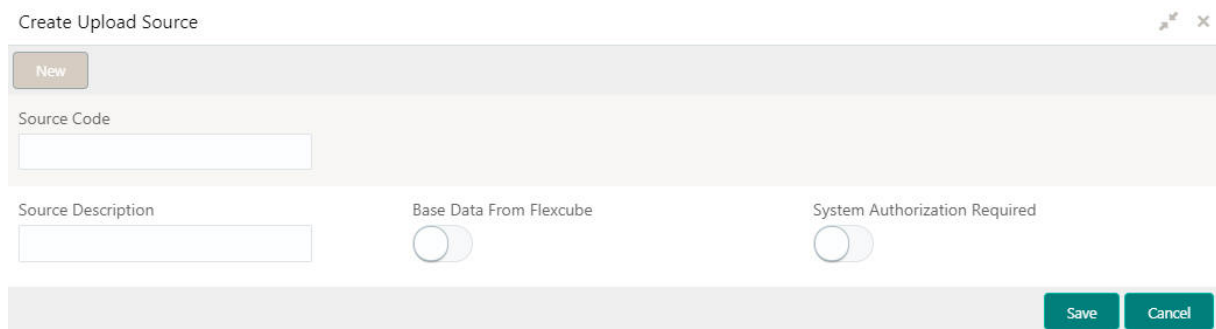 Create Upload Source
New
Source Code
Source Description Base Data From Flexcube System Authorization Required
Save Cancel